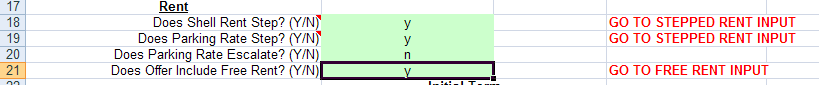 17 Rent
18 Does Shell Rent Step? (Y/N) y GO TO STEPPED RENT INPUT
19 Does Parking Rate Step? (Y/N) y GO TO STEPPED RENT INPUT
20 Does Parking Rate Escalate? (Y/N) n
21 Does Offer Include Free Rent? (Y/N) y GO TO FREE RENT INPUT